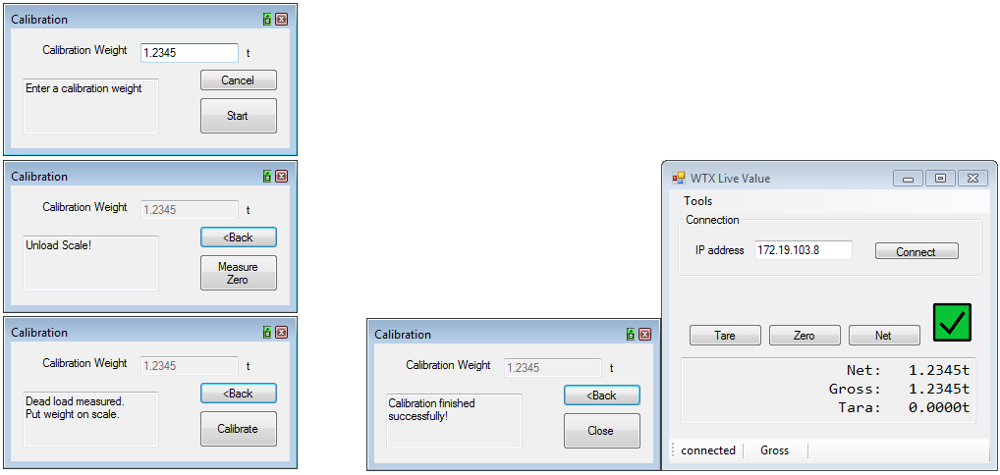 Calibration
Calibration Weight 1.2345 t
Enter a calibration weight
Cancel
Start
Calibration
Calibration Weight 1.2345 t
Unload Scale!
<Back
Measure
Zero
Calibration
Calibration Weight 1.2345 t
Dead load measured.
Put weight on scale.
<Back
Calibrate
Calibration
Calibration Weight 1.2345 t
Calibration finished
successfully!
<Back
Close
WTX Live Value
Tools
Connection
IP address 172.19.103.8 Connect
Tare Zero Net
Net: 1.2345t
Gross: 1.2345t
Tara: 0.0000t
connected Gross